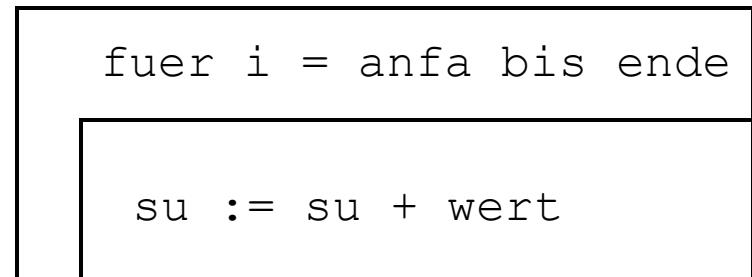 fuer i = anfa bis ende
su := su + wert